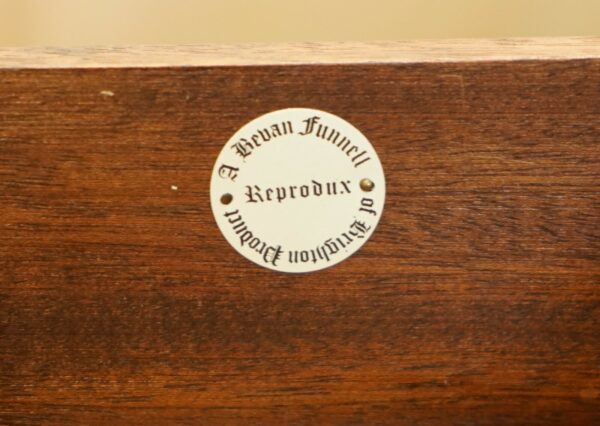 A Bevan Funnell
Reprodux
of Brighton Product